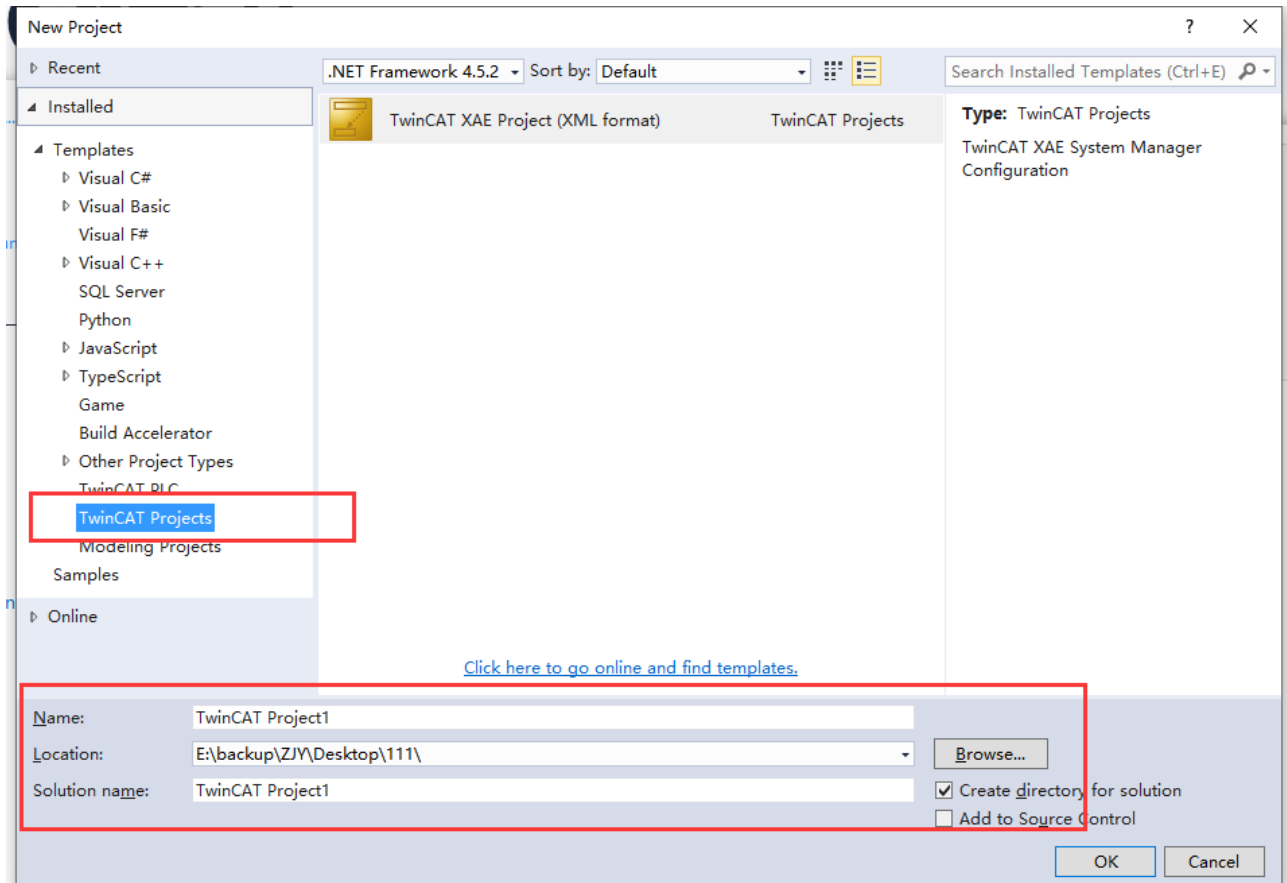 New Project
?
Recent
.NET Framework 4.5.2 Sort by: Default
Search Installed Templates (Ctrl+E)
Installed
TwinCAT XAE Project (XML format) TwinCAT Projects
Type: TwinCAT Projects
TwinCAT XAE System Manager
Configuration
Templates
Visual C#
Visual Basic
Visual F#
Visual C++
SQL Server
Python
JavaScript
TypeScript
Game
Build Accelerator
Other Project Types
TwinCAT PLC
TwinCAT Projects
Modeling Projects
Samples
Online
Click here to go online and find templates.
Name: TwinCAT Project1
Location: E:\backup\ZJY\Desktop\111\ Browse...
Solution name: TwinCAT Project1
Create directory for solution
Add to Source Control
OK Cancel